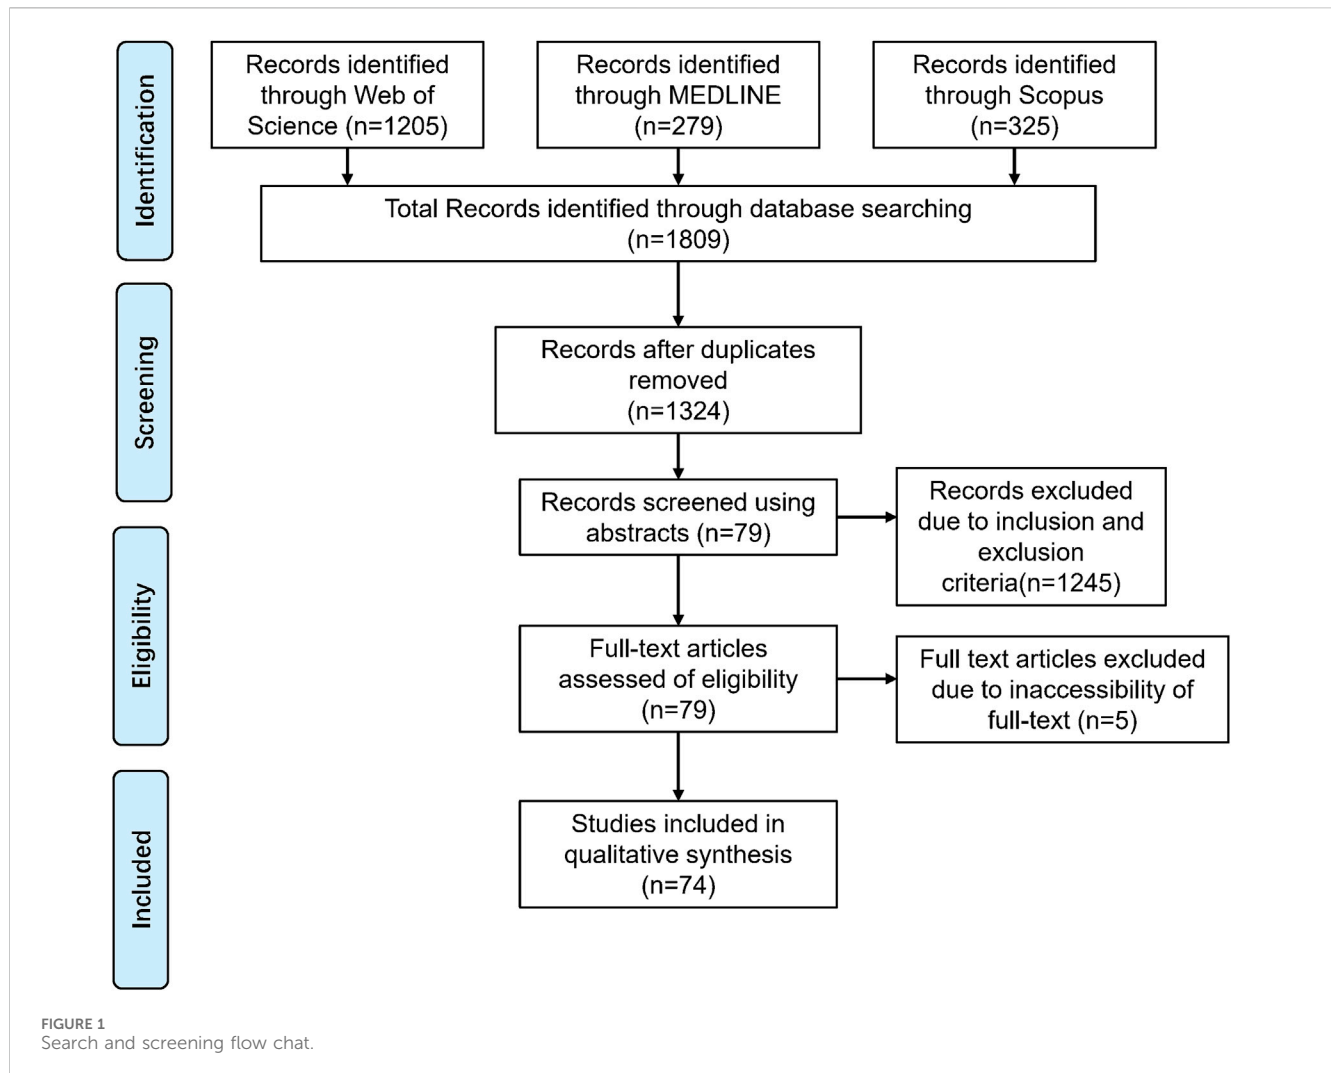 Identification
Records identified
through Web of
Science (n=1205)
Records identified
through MEDLINE
(n=279)
Records identified
through Scopus
(n=325)
Total Records identified through database searching
(n=1809)
Screening
Records after duplicates
removed
(n=1324)
Records screened using
abstracts (n=79)
Records excluded
due to inclusion and
exclusion
criteria(n=1245)
Eligibility
Full-text articles
assessed of eligibility
(n=79)
Full text articles excluded
due to inaccessibility of
full-text (n=5)
Included
Studies included in
qualitative synthesis
(n=74)
FIGURE 1
Search and screening flow chat.